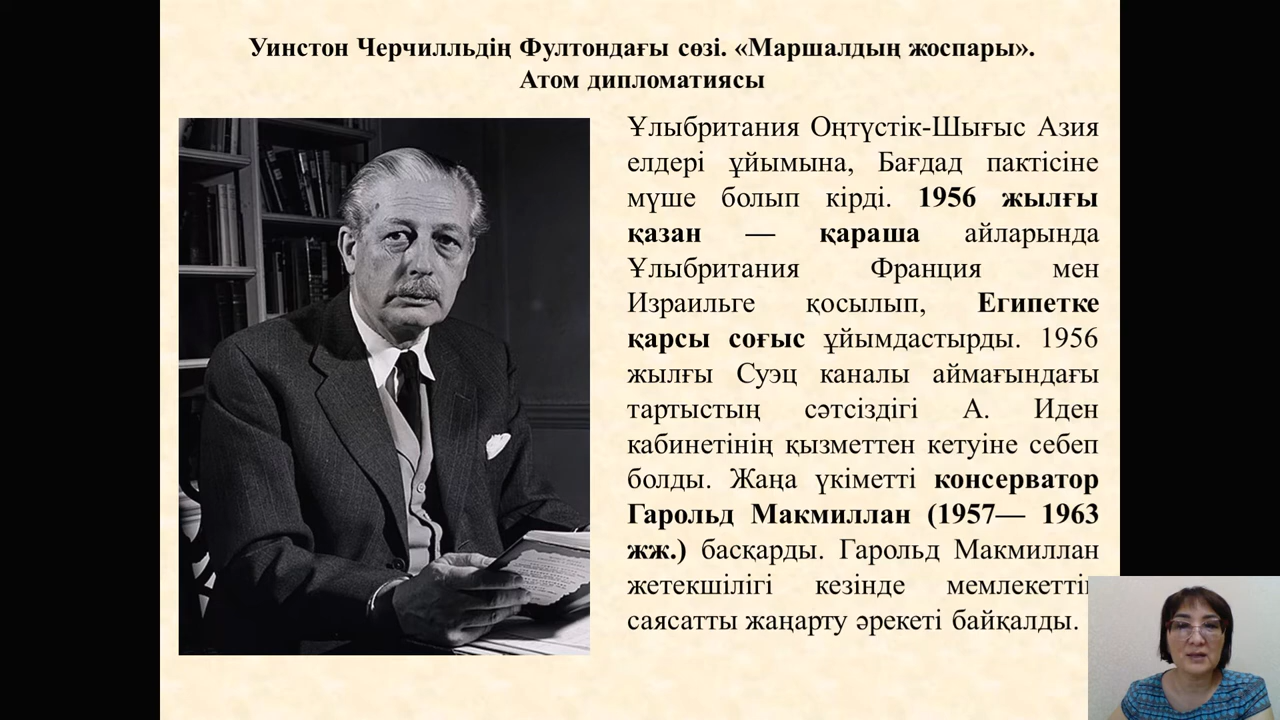 Уинстон Черчилльдің Фултондағы сөзі. «Маршалдың жоспары».
Атом дипломатиясы
Ұлыбритания Оңтүстік-Шығыс Азия
елдері ұйымына, Бағдад пактісіне
мүше болып кірді. 1956 жылғы
қазан — қараша айларында
Ұлыбритания Франция мен
Израильге қосылып, Египетке
қарсы соғыс ұйымдастырды. 1956
жылғы Суэц каналы аймағындағы
тартыстың сәтсіздігі А. Иден
кабинетінің қызметтен кетуіне себеп
болды. Жаңа үкіметті консерватор
Гарольд Макмиллан (1957— 1963
жж.) басқарды. Гарольд Макмиллан
жетекшілігі кезінде
саясатты жаңарту әрекеті байқалды.